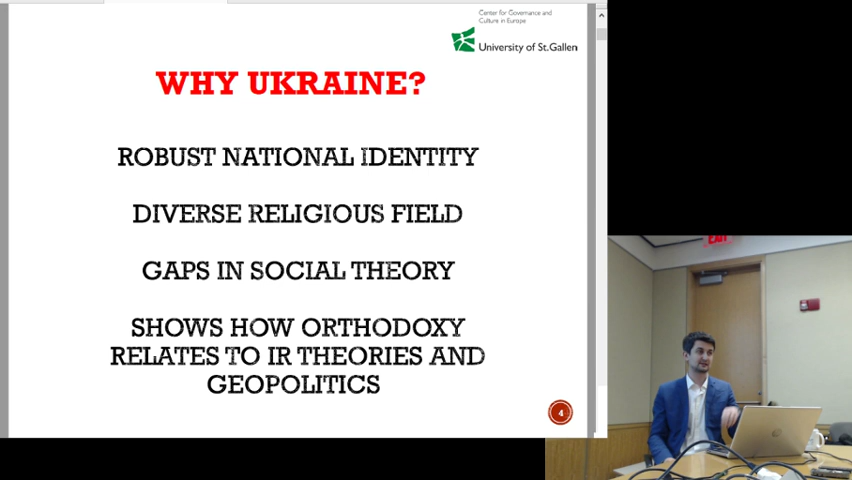 Center for Governance and
Culture in Europe
University of St.Gallen
WHY UKRAINE?
ROBUST NATIONAL IDENTITY
DIVERSE RELIGIOUS FIELD
GAPS IN SOCIAL THEORY
SHOWS HOW ORTHODOXY
RELATES TO IR THEORIES AND
GEOPOLITICS
4
EXIT